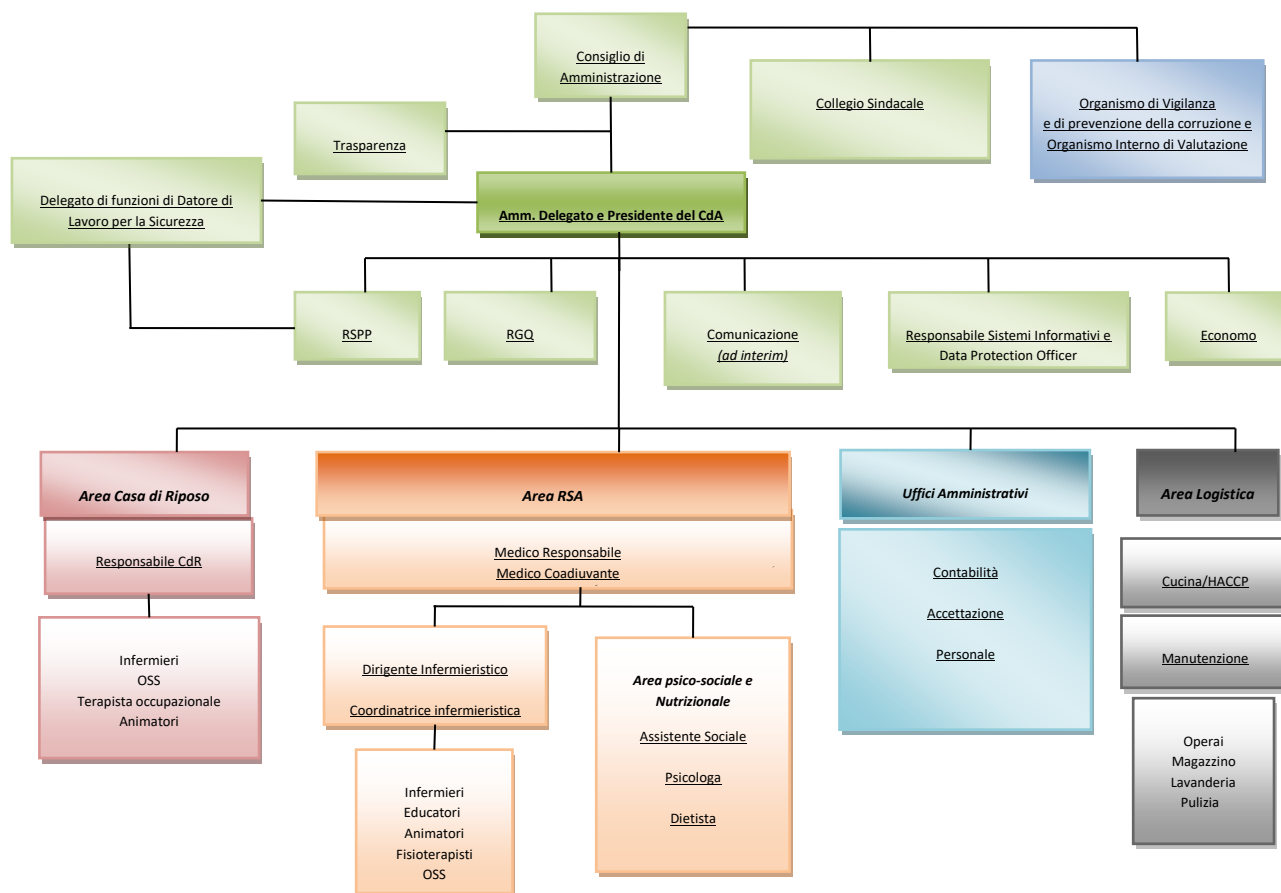 Consiglio di
Amministrazione
Collegio Sindacale
Organismo di Vigilanza
e di prevenzione della corruzione e
Organismo Interno di Valutazione
Trasparenza
Delegato di funzioni di Datore di
Lavoro per la Sicurezza
Amm. Delegato e Presidente del CdA
RSPP
RGQ
Comunicazione
(ad interim)
Responsabile Sistemi Informativi e
Data Protection Officer
Economo
Area Casa di Riposo
Responsabile CdR
Infermieri
OSS
Terapista occupazionale
Animatori
Area RSA
Medico Responsabile
Medico Coadiuvante
Dirigente Infermieristico
Coordinatrice infermieristica
Infermieri
Educatori
Animatori
Fisioterapisti
OSS
Area psico-sociale e
Nutrizionale
Assistente Sociale
Psicologa
Dietista
Uffici Amministrativi
Contabilità
Accettazione
Personale
Area Logistica
Cucina/HACCP
Manutenzione
Operai
Magazzino
Lavanderia
Pulizia